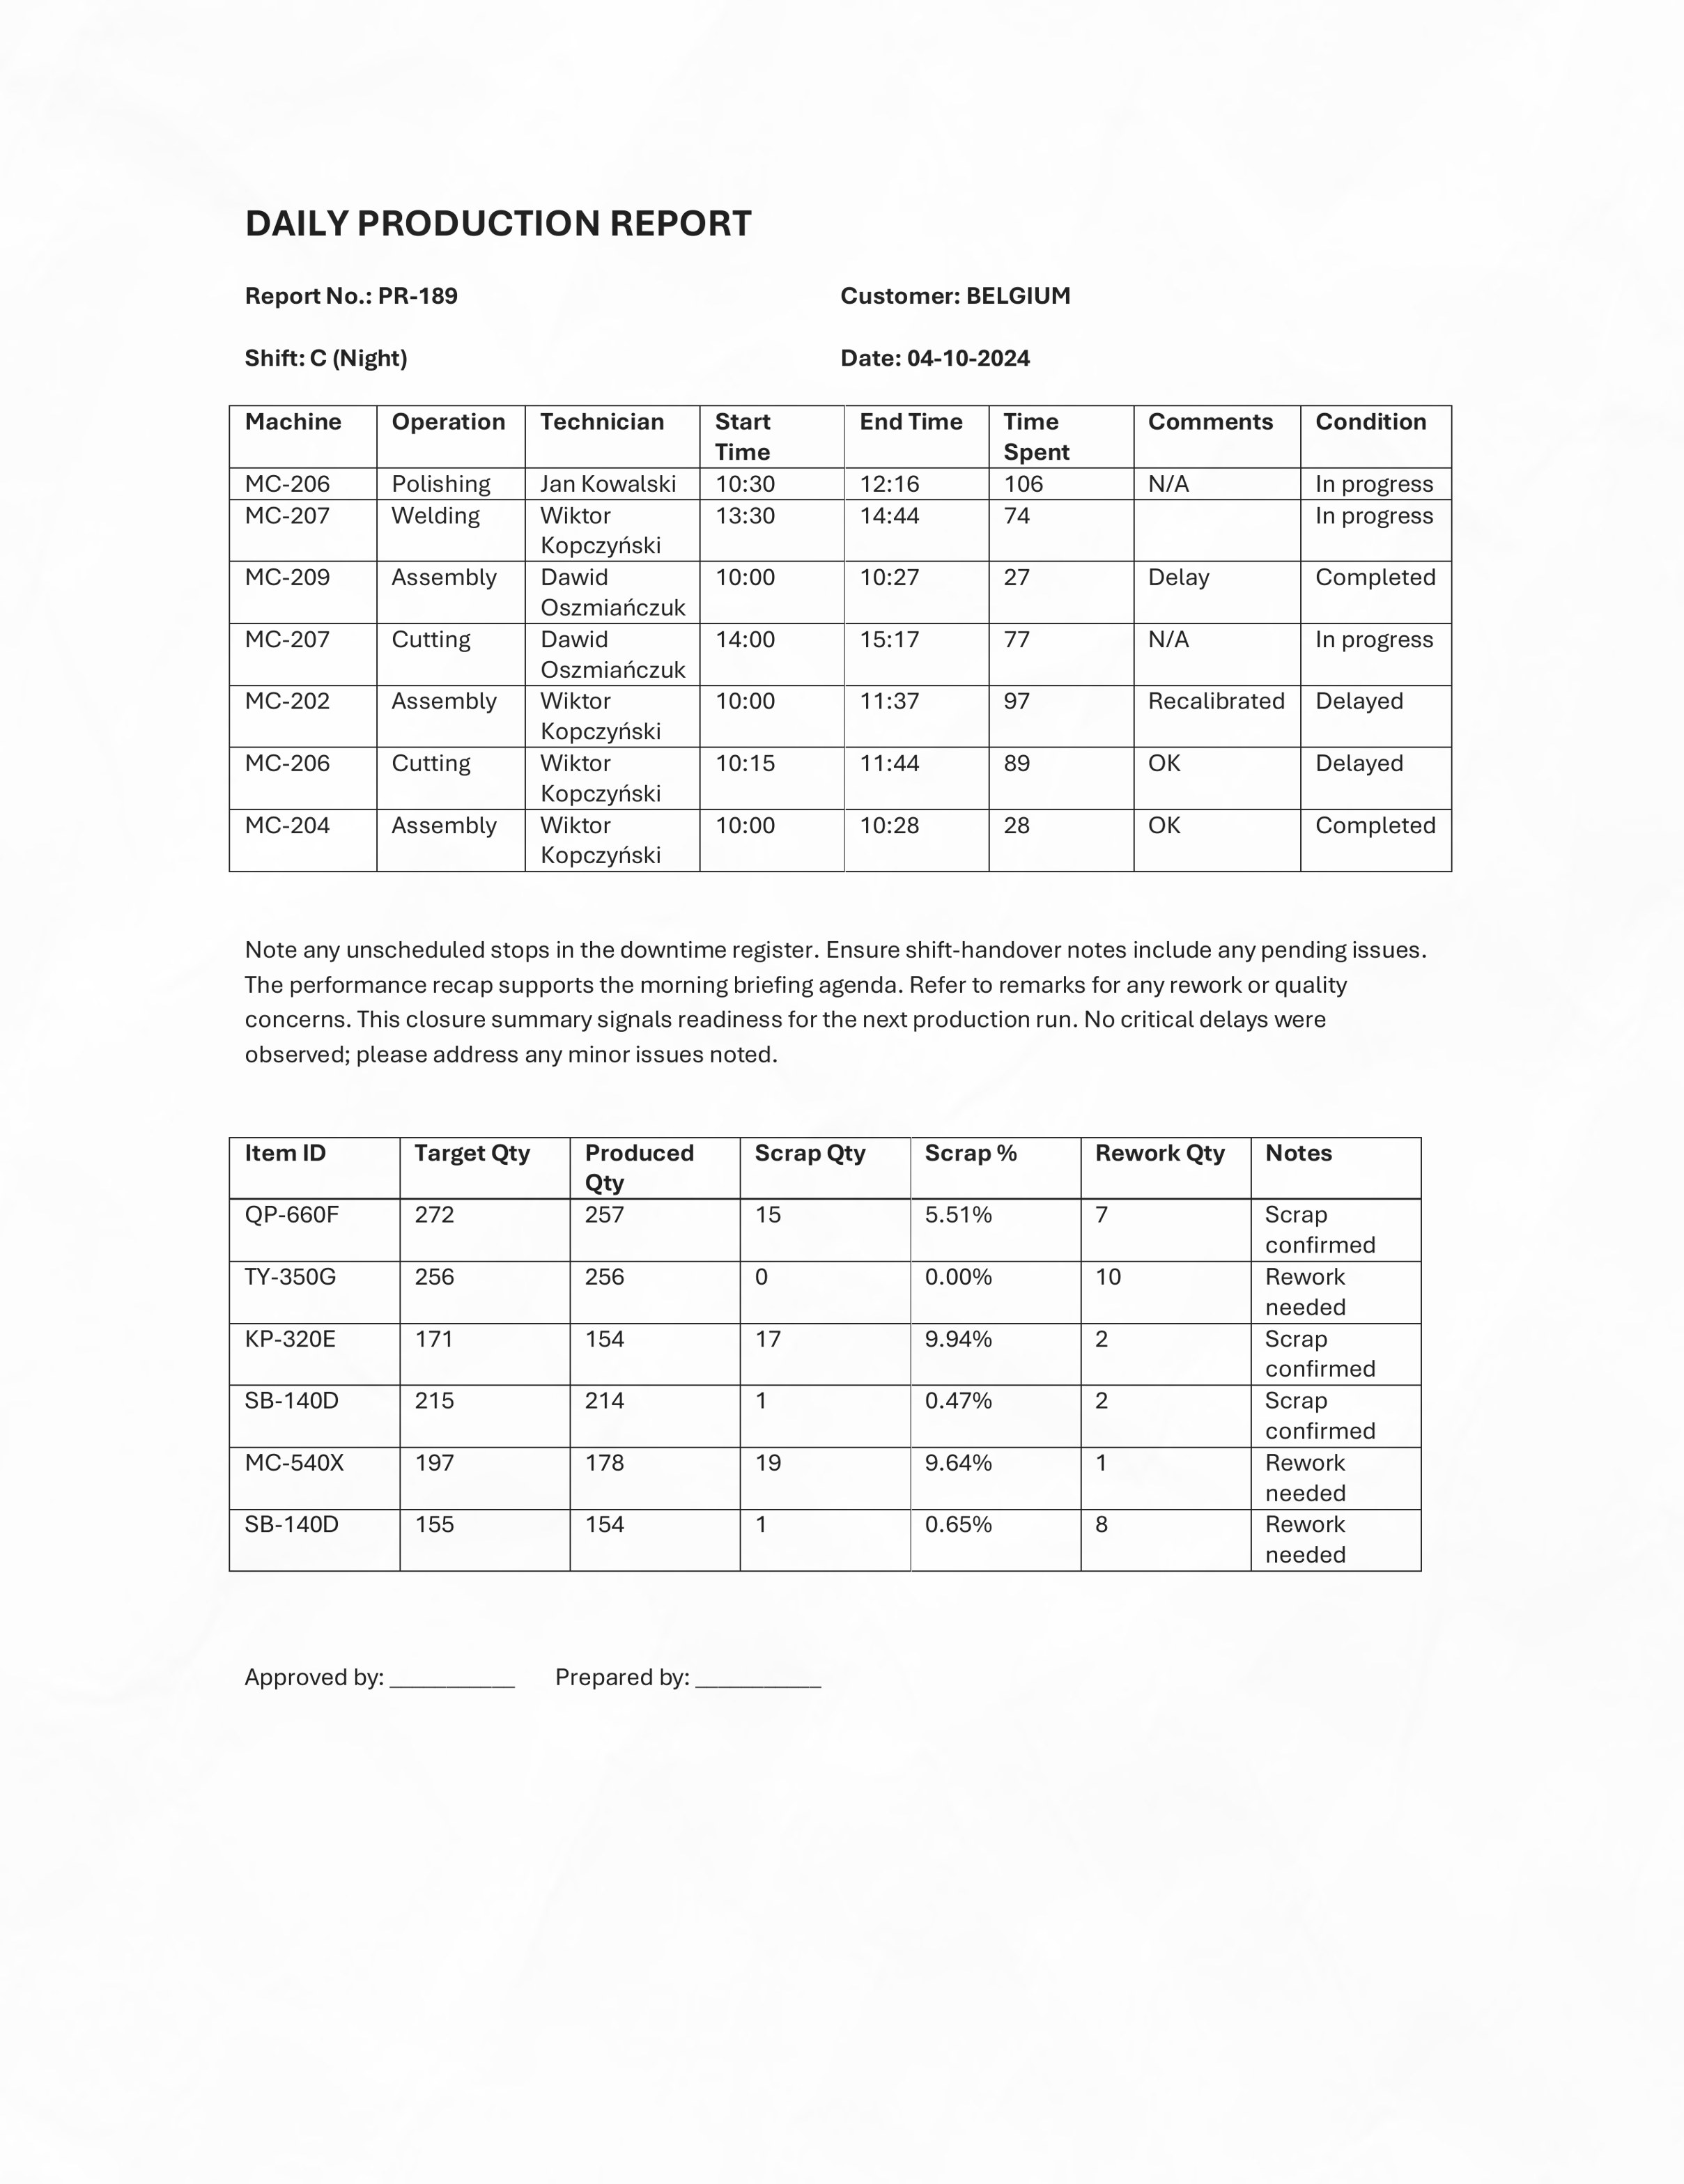 DAILY PRODUCTION REPORT
Report No.: PR-189 Customer: BELGIUM
Shift: C (Night) Date: 04-10-2024
Machine Operation Technician Start Time End Time Time Spent Comments Condition
MC-206 Polishing Jan Kowalski 10:30 12:16 106 N/A In progress
MC-207 Welding Wiktor Kopczyński 13:30 14:44 74 In progress
MC-209 Assembly Dawid Oszmiańczuk 10:00 10:27 27 Delay Completed
MC-207 Cutting Dawid Oszmiańczuk 14:00 15:17 77 N/A In progress
MC-202 Assembly Wiktor Kopczyński 10:00 11:37 97 Recalibrated Delayed
MC-206 Cutting Wiktor Kopczyński 10:15 11:44 89 OK Delayed
MC-204 Assembly Wiktor Kopczyński 10:00 10:28 28 OK Completed
Note any unscheduled stops in the downtime register. Ensure shift-handover notes include any pending issues.
The performance recap supports the morning briefing agenda. Refer to remarks for any rework or quality
concerns. This closure summary signals readiness for the next production run. No critical delays were
observed; please address any minor issues noted.
Item ID Target Qty Produced Qty Scrap Qty Scrap % Rework Qty Notes
QP-660F 272 257 15 5.51% 7 Scrap confirmed
TY-350G 256 256 0 0.00% 10 Rework needed
KP-320E 171 154 17 9.94% 2 Scrap confirmed
SB-140D 215 214 1 0.47% 2 Scrap confirmed
MC-540X 197 178 19 9.64% 1 Rework needed
SB-140D 155 154 1 0.65% 8 Rework needed
Approved by: __________ Prepared by: __________